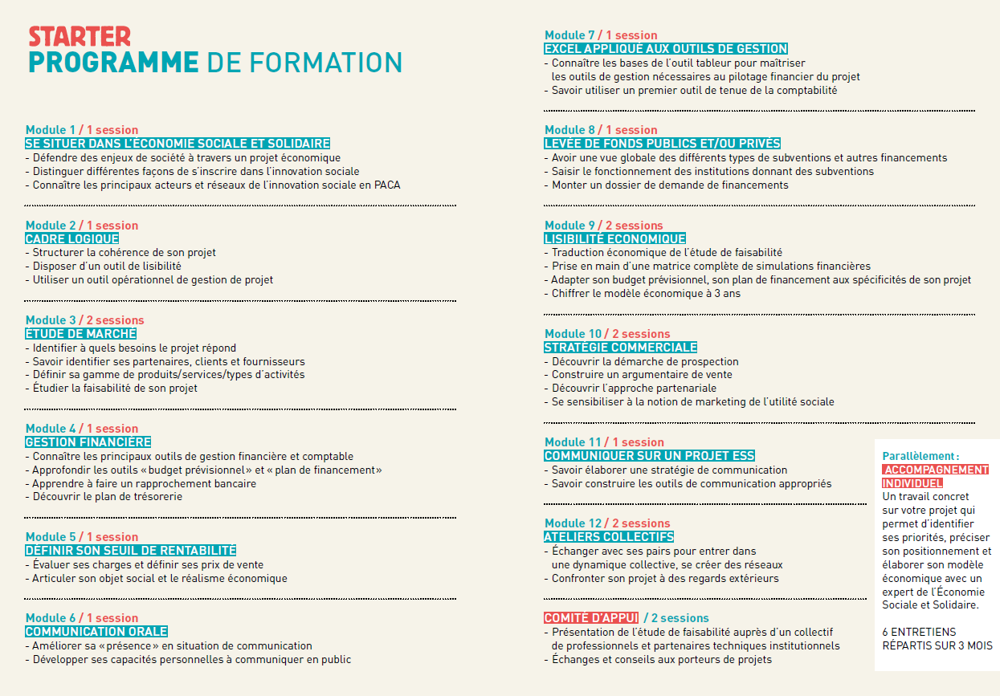 STARTER
PROGRAMME DE FORMATION
Module 1 / 1 session
SE SITUER DANS L'ÉCONOMIE SOCIALE ET SOLIDAIRE
- Défendre des enjeux de société à travers un projet économique
- Distinguer différentes façons de s'inscrire dans l'innovation sociale
- Connaître les principaux acteurs et réseaux de l'innovation sociale en PACA
Module 2 / 1 session
CADRE LOGIQUE
- Structurer la cohérence de son projet
- Disposer d'un outil de lisibilité
- Utiliser un outil opérationnel de gestion de projet
Module 3 / 2 sessions
ÉTUDE DE MARCHÉ
- Identifier à quels besoins le projet répond
- Savoir identifier ses partenaires, clients et fournisseurs
- Définir sa gamme de produits/services/types d'activités
- Étudier la faisabilité de son projet
Module 4 / 1 session
GESTION FINANCIÈRE
- Connaître les principaux outils de gestion financière et comptable
- Approfondir les outils « budget prévisionnel » et « plan de financement »
- Apprendre à faire un rapprochement bancaire
- Découvrir le plan de trésorerie
Module 5 / 1 session
DÉFINIR SON SEUIL DE RENTABILITÉ
- Évaluer ses charges et définir ses prix de vente
- Articuler son objet social et le réalisme économique
Module 6 / 1 session
COMMUNICATION ORALE
- Améliorer sa « présence » en situation de communication
- Développer ses capacités personnelles à communiquer en public
Module 7 / 1 session
EXCEL APPLIQUÉ AUX OUTILS DE GESTION
- Connaître les bases de l'outil tableur pour maîtriser
les outils de gestion nécessaires au pilotage financier du projet
- Savoir utiliser un premier outil de tenue de la comptabilité
Module 8 / 1 session
LEVÉE DE FONDS PUBLICS ET/OU PRIVÉS
- Avoir une vue globale des différents types de subventions et autres financements
- Saisir le fonctionnement des institutions donnant des subventions
- Monter un dossier de demande de financements
Module 9 / 2 sessions
LISIBILITÉ ECONOMIQUE
- Traduction économique de l'étude de faisabilité
- Prise en main d'une matrice complète de simulations financières
- Adapter son budget prévisionnel, son plan de financement aux spécificités de son projet
- Chiffrer le modèle économique à 3 ans
Module 10 / 2 sessions
STRATÉGIE COMMERCIALE
- Découvrir la démarche de prospection
- Construire un argumentaire de vente
- Découvrir l'approche partenariale
- Se sensibiliser à la notion de marketing de l'utilité sociale
Module 11 / 1 session
COMMUNIQUER SUR UN PROJET ESS
- Savoir élaborer une stratégie de communication
- Savoir construire les outils de communication appropriés
Module 12 / 2 sessions
ATELIERS COLLECTIFS
- Échanger avec ses pairs pour entrer dans
une dynamique collective, se créer des réseaux
- Confronter son projet à des regards extérieurs
COMITÉ D'APPUI / 2 sessions
- Présentation de l'étude de faisabilité auprès d'un collectif
de professionnels et partenaires techniques institutionnels
- Échanges et conseils aux porteurs de projets
Parallèlement :
ACCOMPAGNEMENT
INDIVIDUEL
Un travail concret
sur votre projet qui
permet d'identifier
ses priorités, préciser
son positionnement et
élaborer son modèle
économique avec un
expert de l'Économie
Sociale et Solidaire.
6 ENTRETIENS
RÉPARTIS SUR 3 MOIS